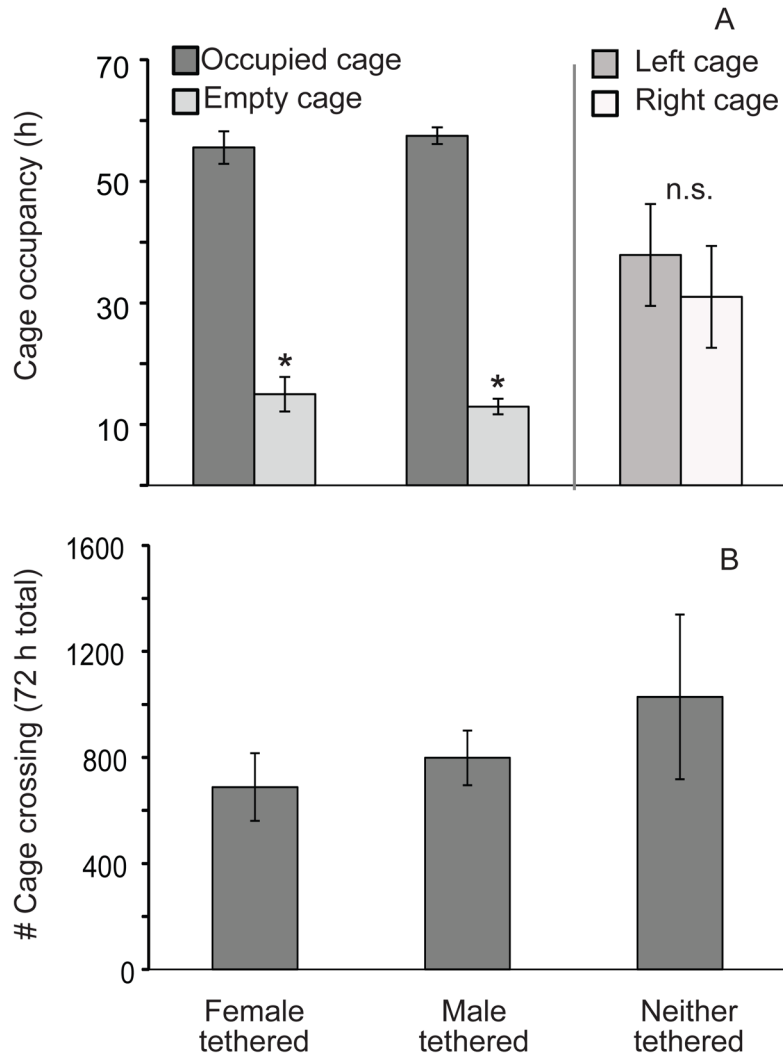 A
Occupied cage
Empty cage
Left cage
Right cage
Cage occupancy (h)
70
50
30
10
*
*
n.s.
B
# Cage crossing (72 h total)
1600
1200
800
400
0
Female
tethered
Male
tethered
Neither
tethered